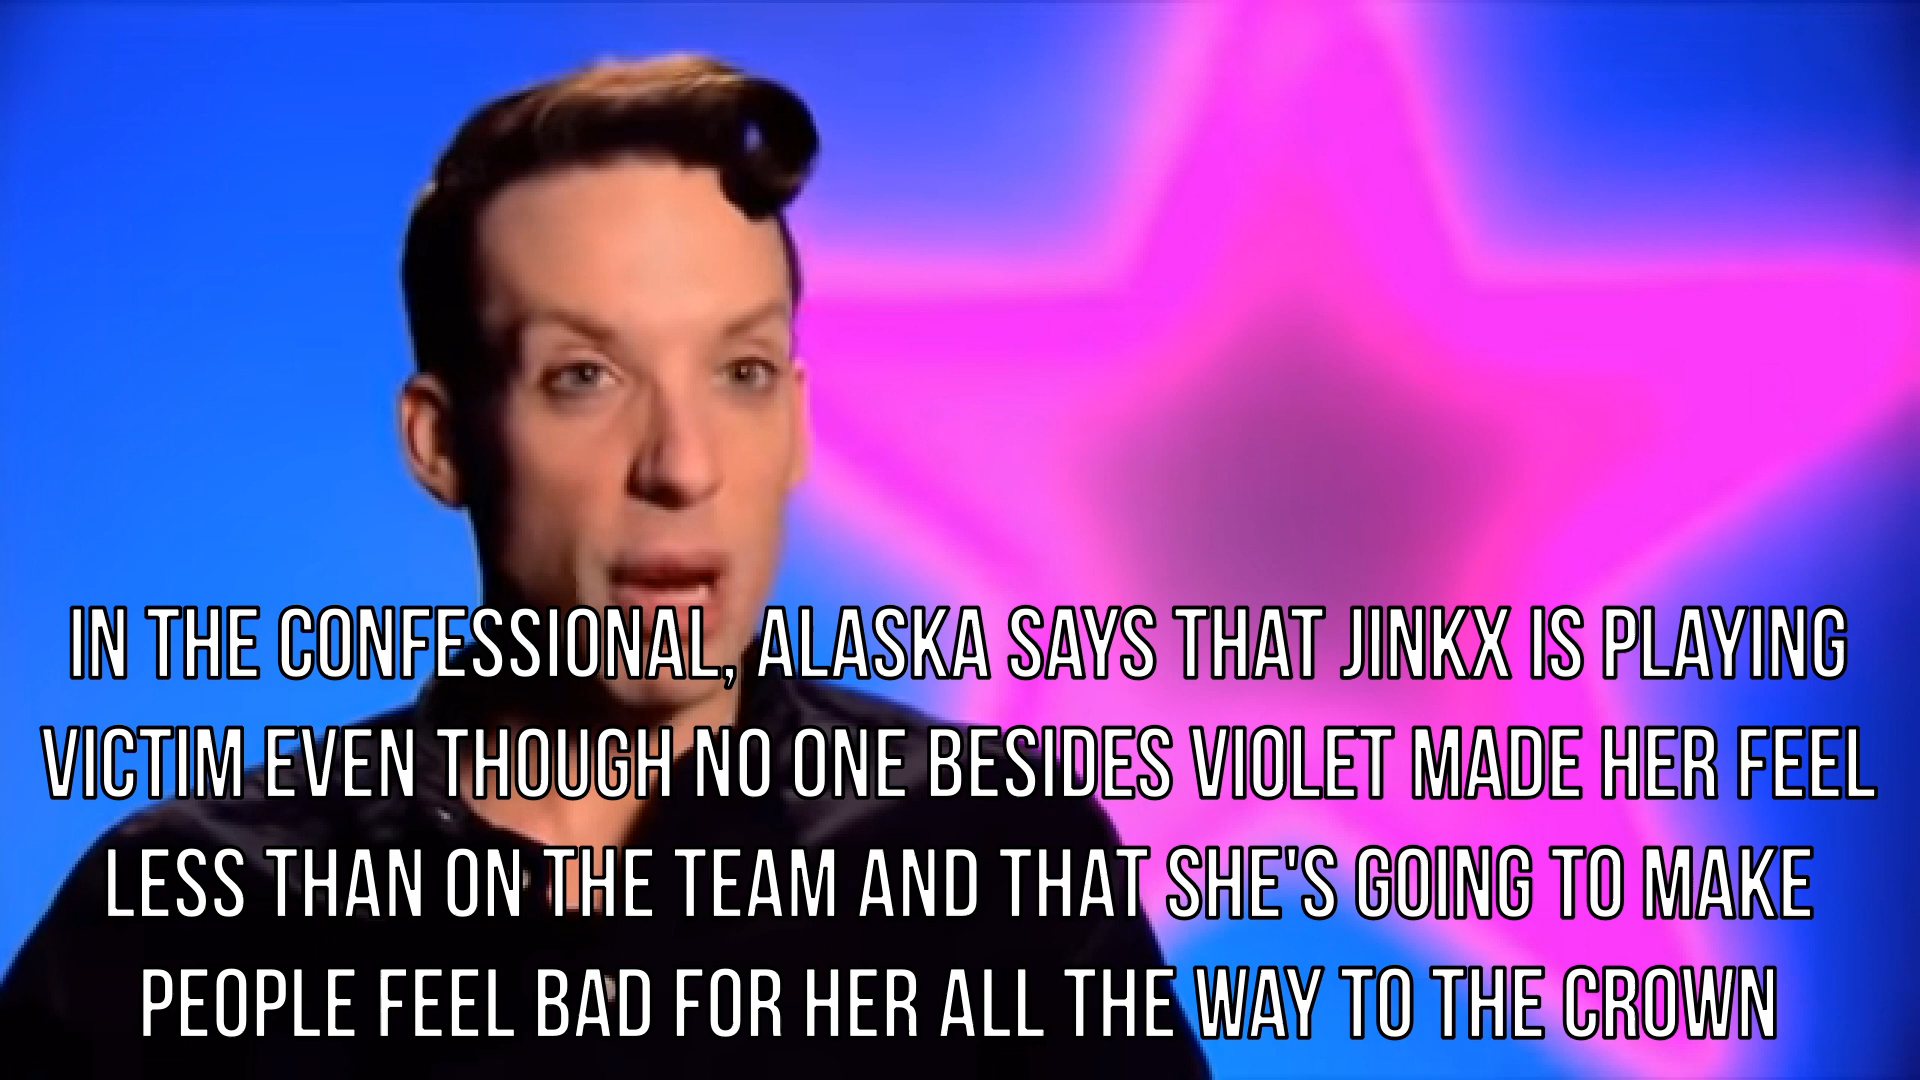 IN THE CONFESSIONAL, ALASKA SAYS THAT JINKX IS PLAYING
VICTIM EVEN THOUGH NO ONE BESIDES VIOLET MADE HER FEEL
LESS THAN ON THE TEAM AND THAT SHE'S GOING TO MAKE
PEOPLE FEEL BAD FOR HER ALL THE WAY TO THE CROWN